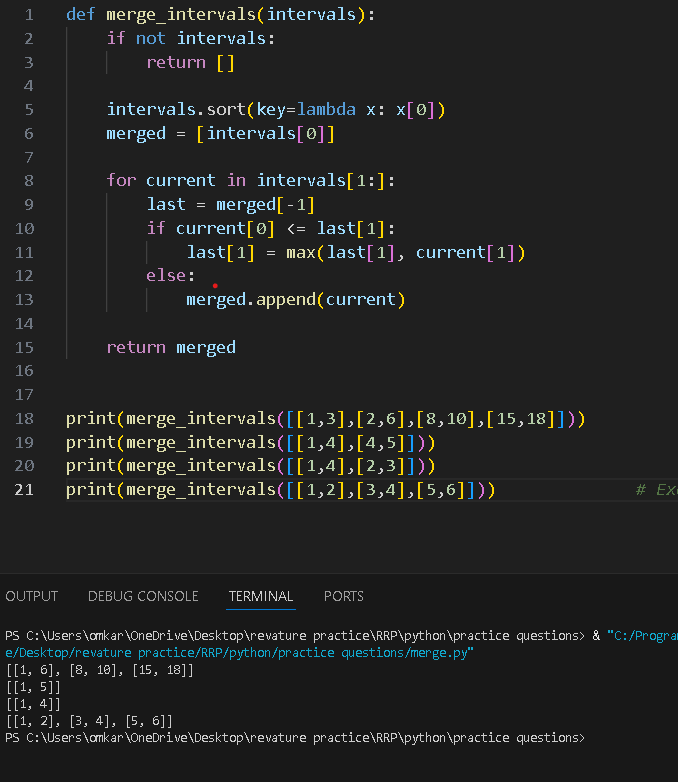 1 def merge_intervals(intervals):
2     if not intervals:
3         return []
4
5     intervals.sort(key=lambda x: x[0])
6     merged = [intervals[0]]
7
8     for current in intervals[1:]:
9         last = merged[-1]
10         if current[0] <= last[1]:
11             last[1] = max(last[1], current[1])
12         else:
13             merged.append(current)
14
15     return merged
16
17
18 print(merge_intervals([[1,3],[2,6],[8,10],[15,18]]))
19 print(merge_intervals([[1,4],[4,5]]))
20 print(merge_intervals([[1,4],[2,3]]))
21 print(merge_intervals([[1,2],[3,4],[5,6]]))              #
OUTPUT DEBUG CONSOLE TERMINAL PORTS
PS C:\Users\omkar\OneDrive\Desktop\revature practice\RRP\python\practice questions> & "C:/Progra
e/Desktop/revature practice/RRP/python/practice questions/merge.py"
[[1, 6], [8, 10], [15, 18]]
[[1, 5]]
[[1, 4]]
[[1, 2], [3, 4], [5, 6]]
PS C:\Users\omkar\OneDrive\Desktop\revature practice\RRP\python\practice questions>